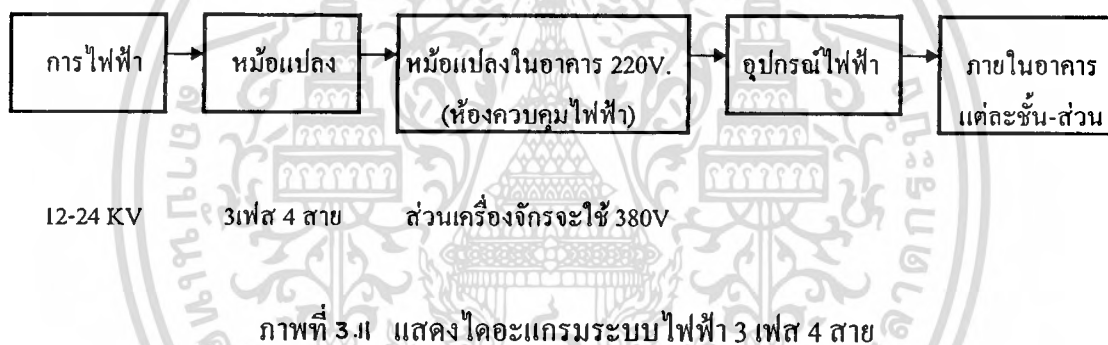 การไฟฟ้า
หม้อแปลง
หม้อแปลงในอาคาร 220V.
(ห้องควบคุมไฟฟ้า)
อุปกรณ์ไฟฟ้า
ภายในอาคาร
แต่ละชั้น-ส่วน
12-24 KV
3เฟส 4 สาย
ส่วนเครื่องจักรจะใช้ 380V
ภาพที่ 3.11 แสดงไดอะแกรมระบบไฟฟ้า 3 เฟส 4 สาย